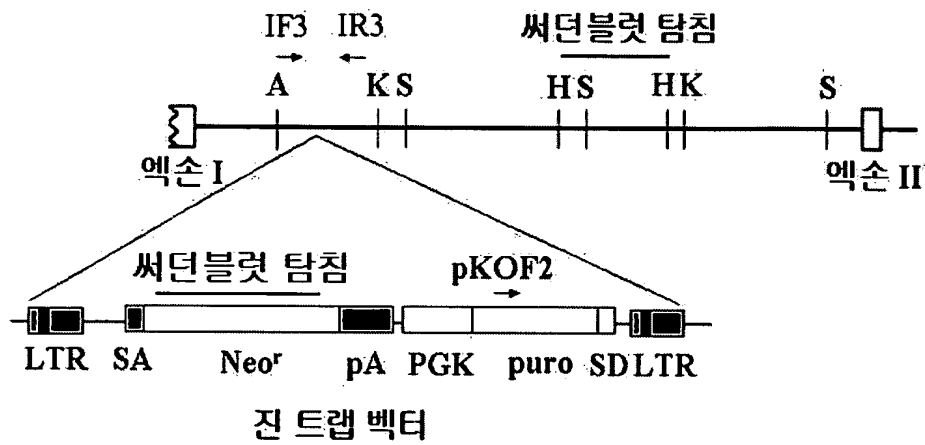 IF3 IR3 써던블럿 탐침
A K S H S H K S
엑손 I 엑손 II
써던블럿 탐침 pKOF2
LTR SA Neoʳ pA PGK puro SD LTR
진 트랩 벡터